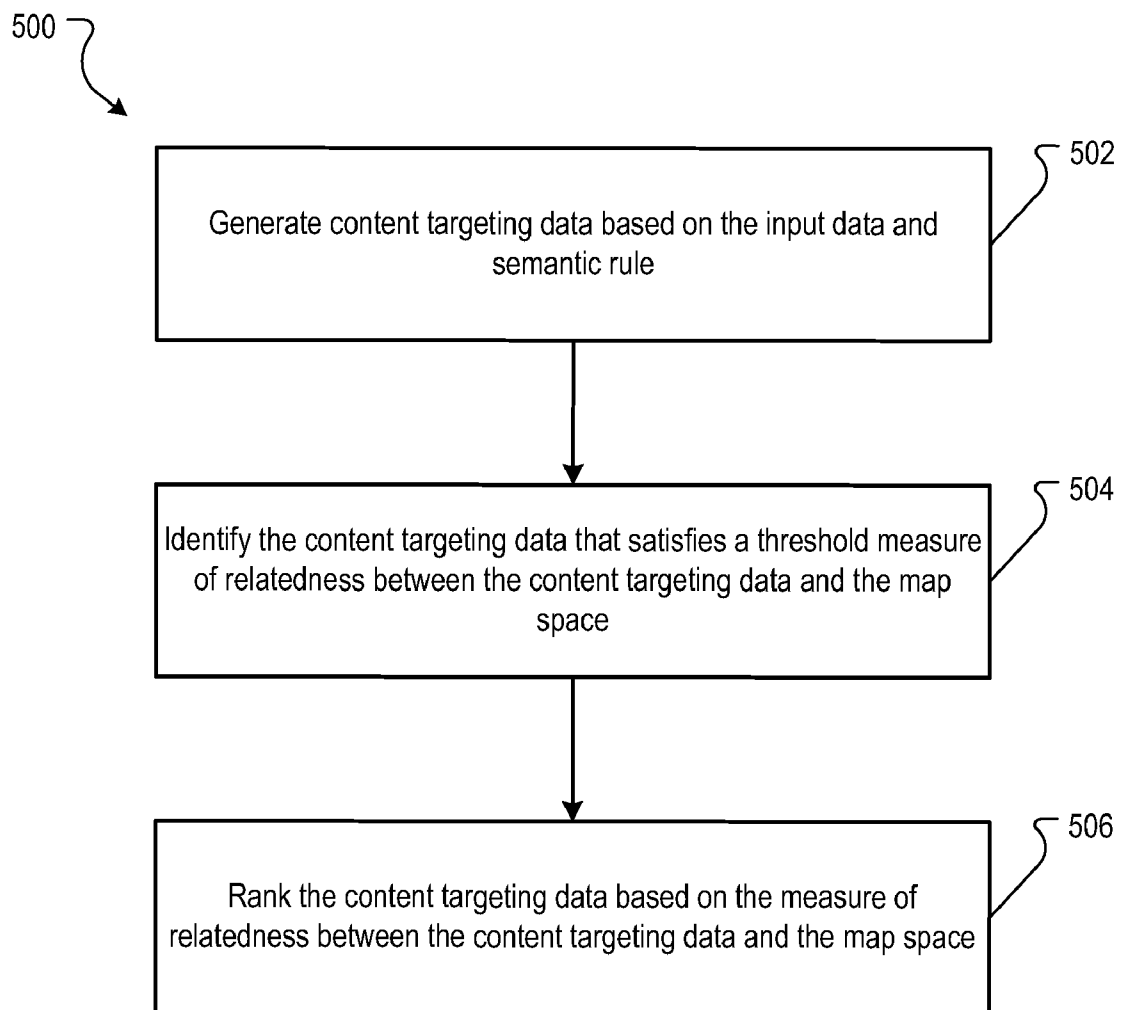 500
502
Generate content targeting data based on the input data and
semantic rule
504
Identify the content targeting data that satisfies a threshold measure
of relatedness between the content targeting data and the map
space
506
Rank the content targeting data based on the measure of
relatedness between the content targeting data and the map space